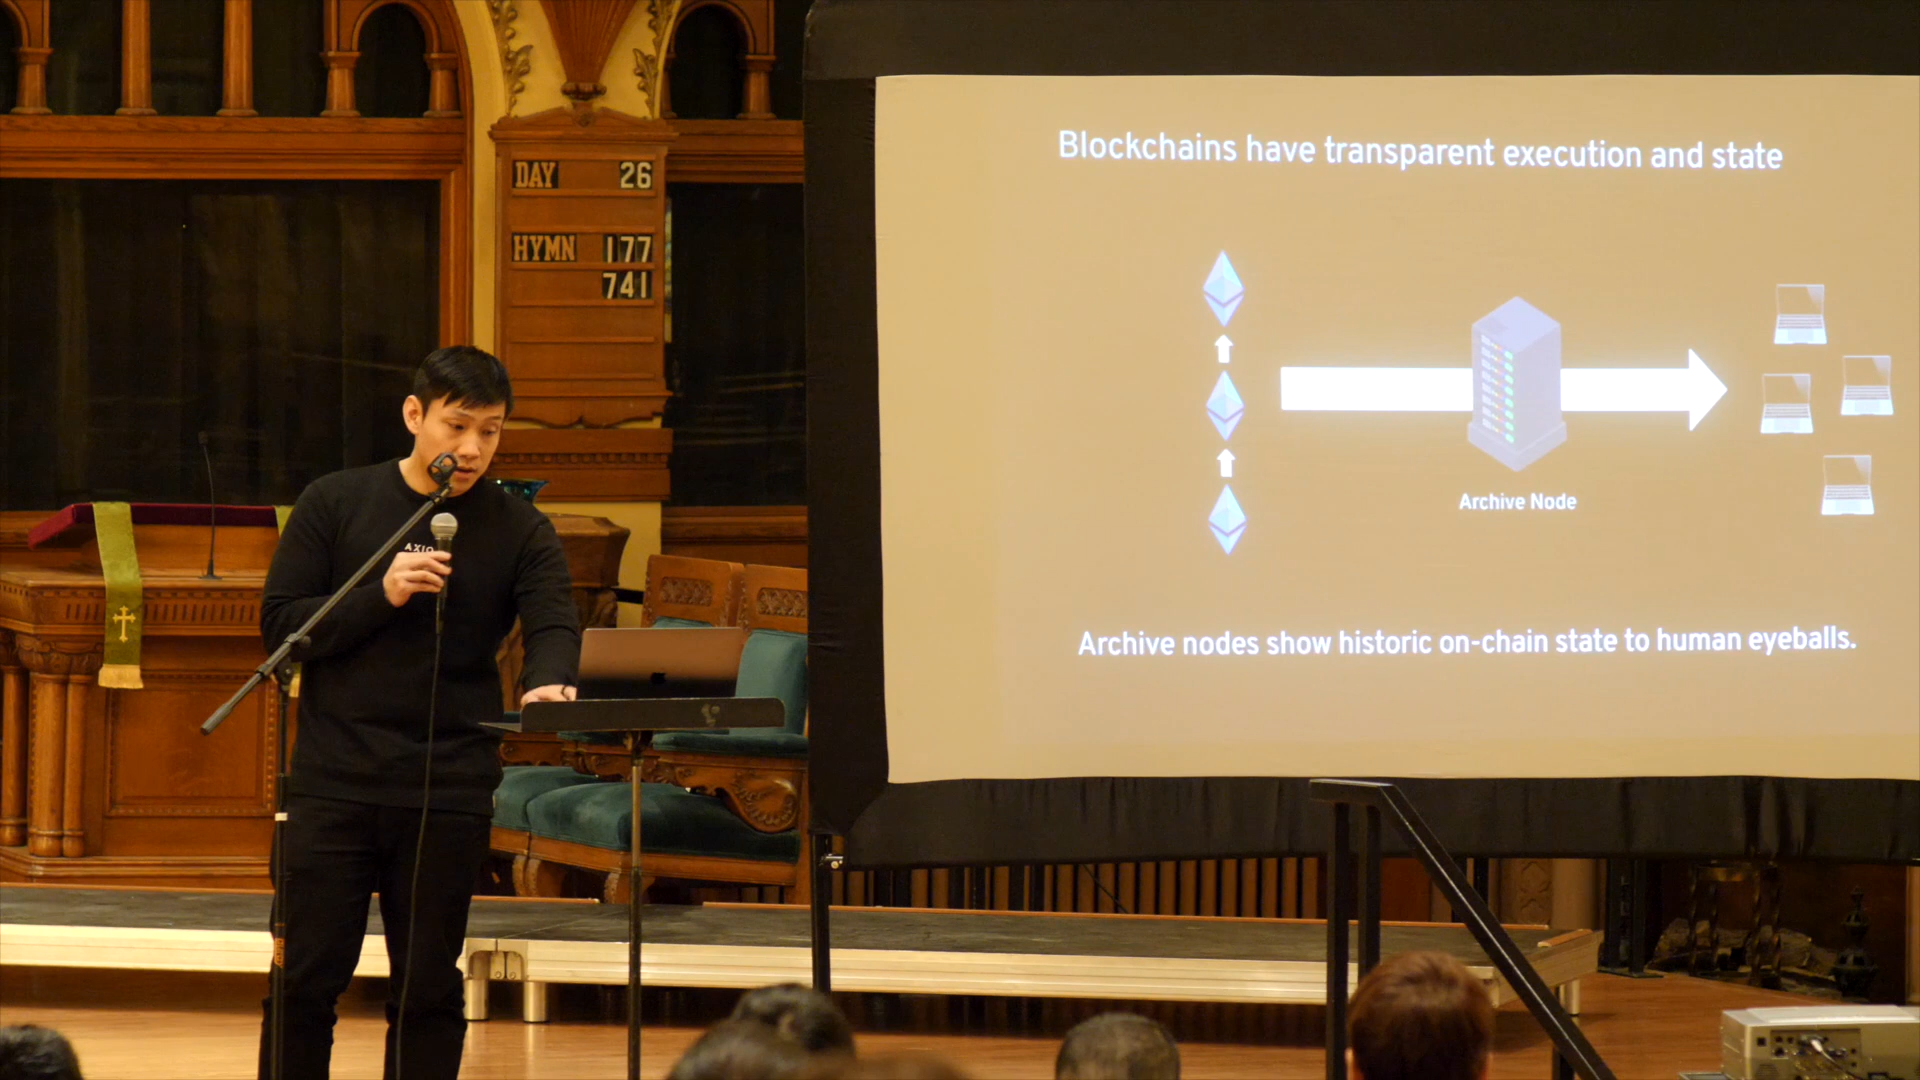 DAY 26
HYMN 177
741
AXIO
Blockchains have transparent execution and state
Archive Node
Archive nodes show historic on-chain state to human eyeballs.